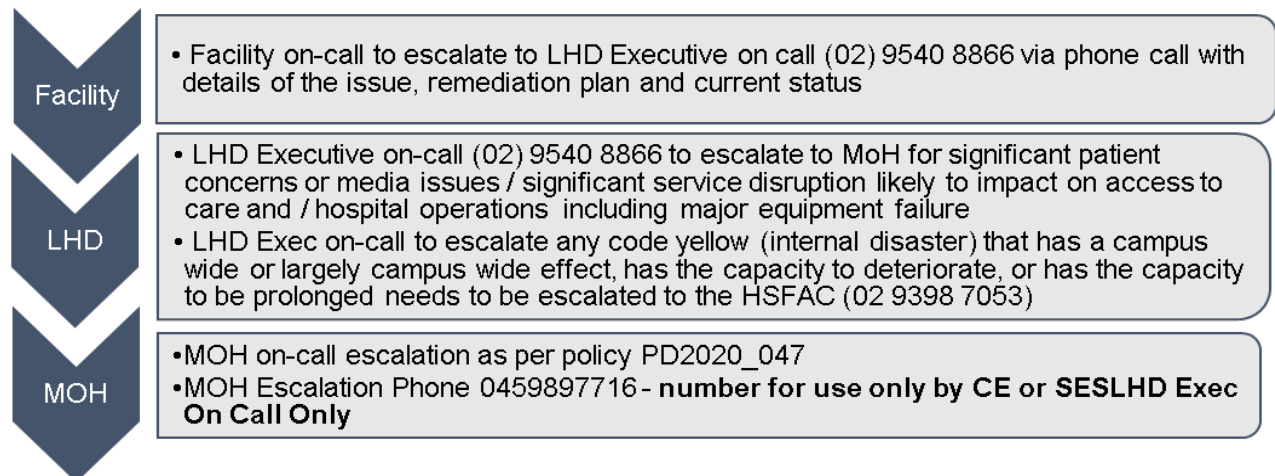 Facility
• Facility on-call to escalate to LHD Executive on call (02) 9540 8866 via phone call with
details of the issue, remediation plan and current status
LHD
• LHD Executive on-call (02) 9540 8866 to escalate to MoH for significant patient
concerns or media issues / significant service disruption likely to impact on access to
care and / hospital operations including major equipment failure
• LHD Exec on-call to escalate any code yellow (internal disaster) that has a campus
wide or largely campus wide effect, has the capacity to deteriorate, or has the capacity
to be prolonged needs to be escalated to the HSFAC (02 9398 7053)
MOH
•MOH on-call escalation as per policy PD2020_047
•MOH Escalation Phone 0459897716 - number for use only by CE or SESLHD Exec
On Call Only